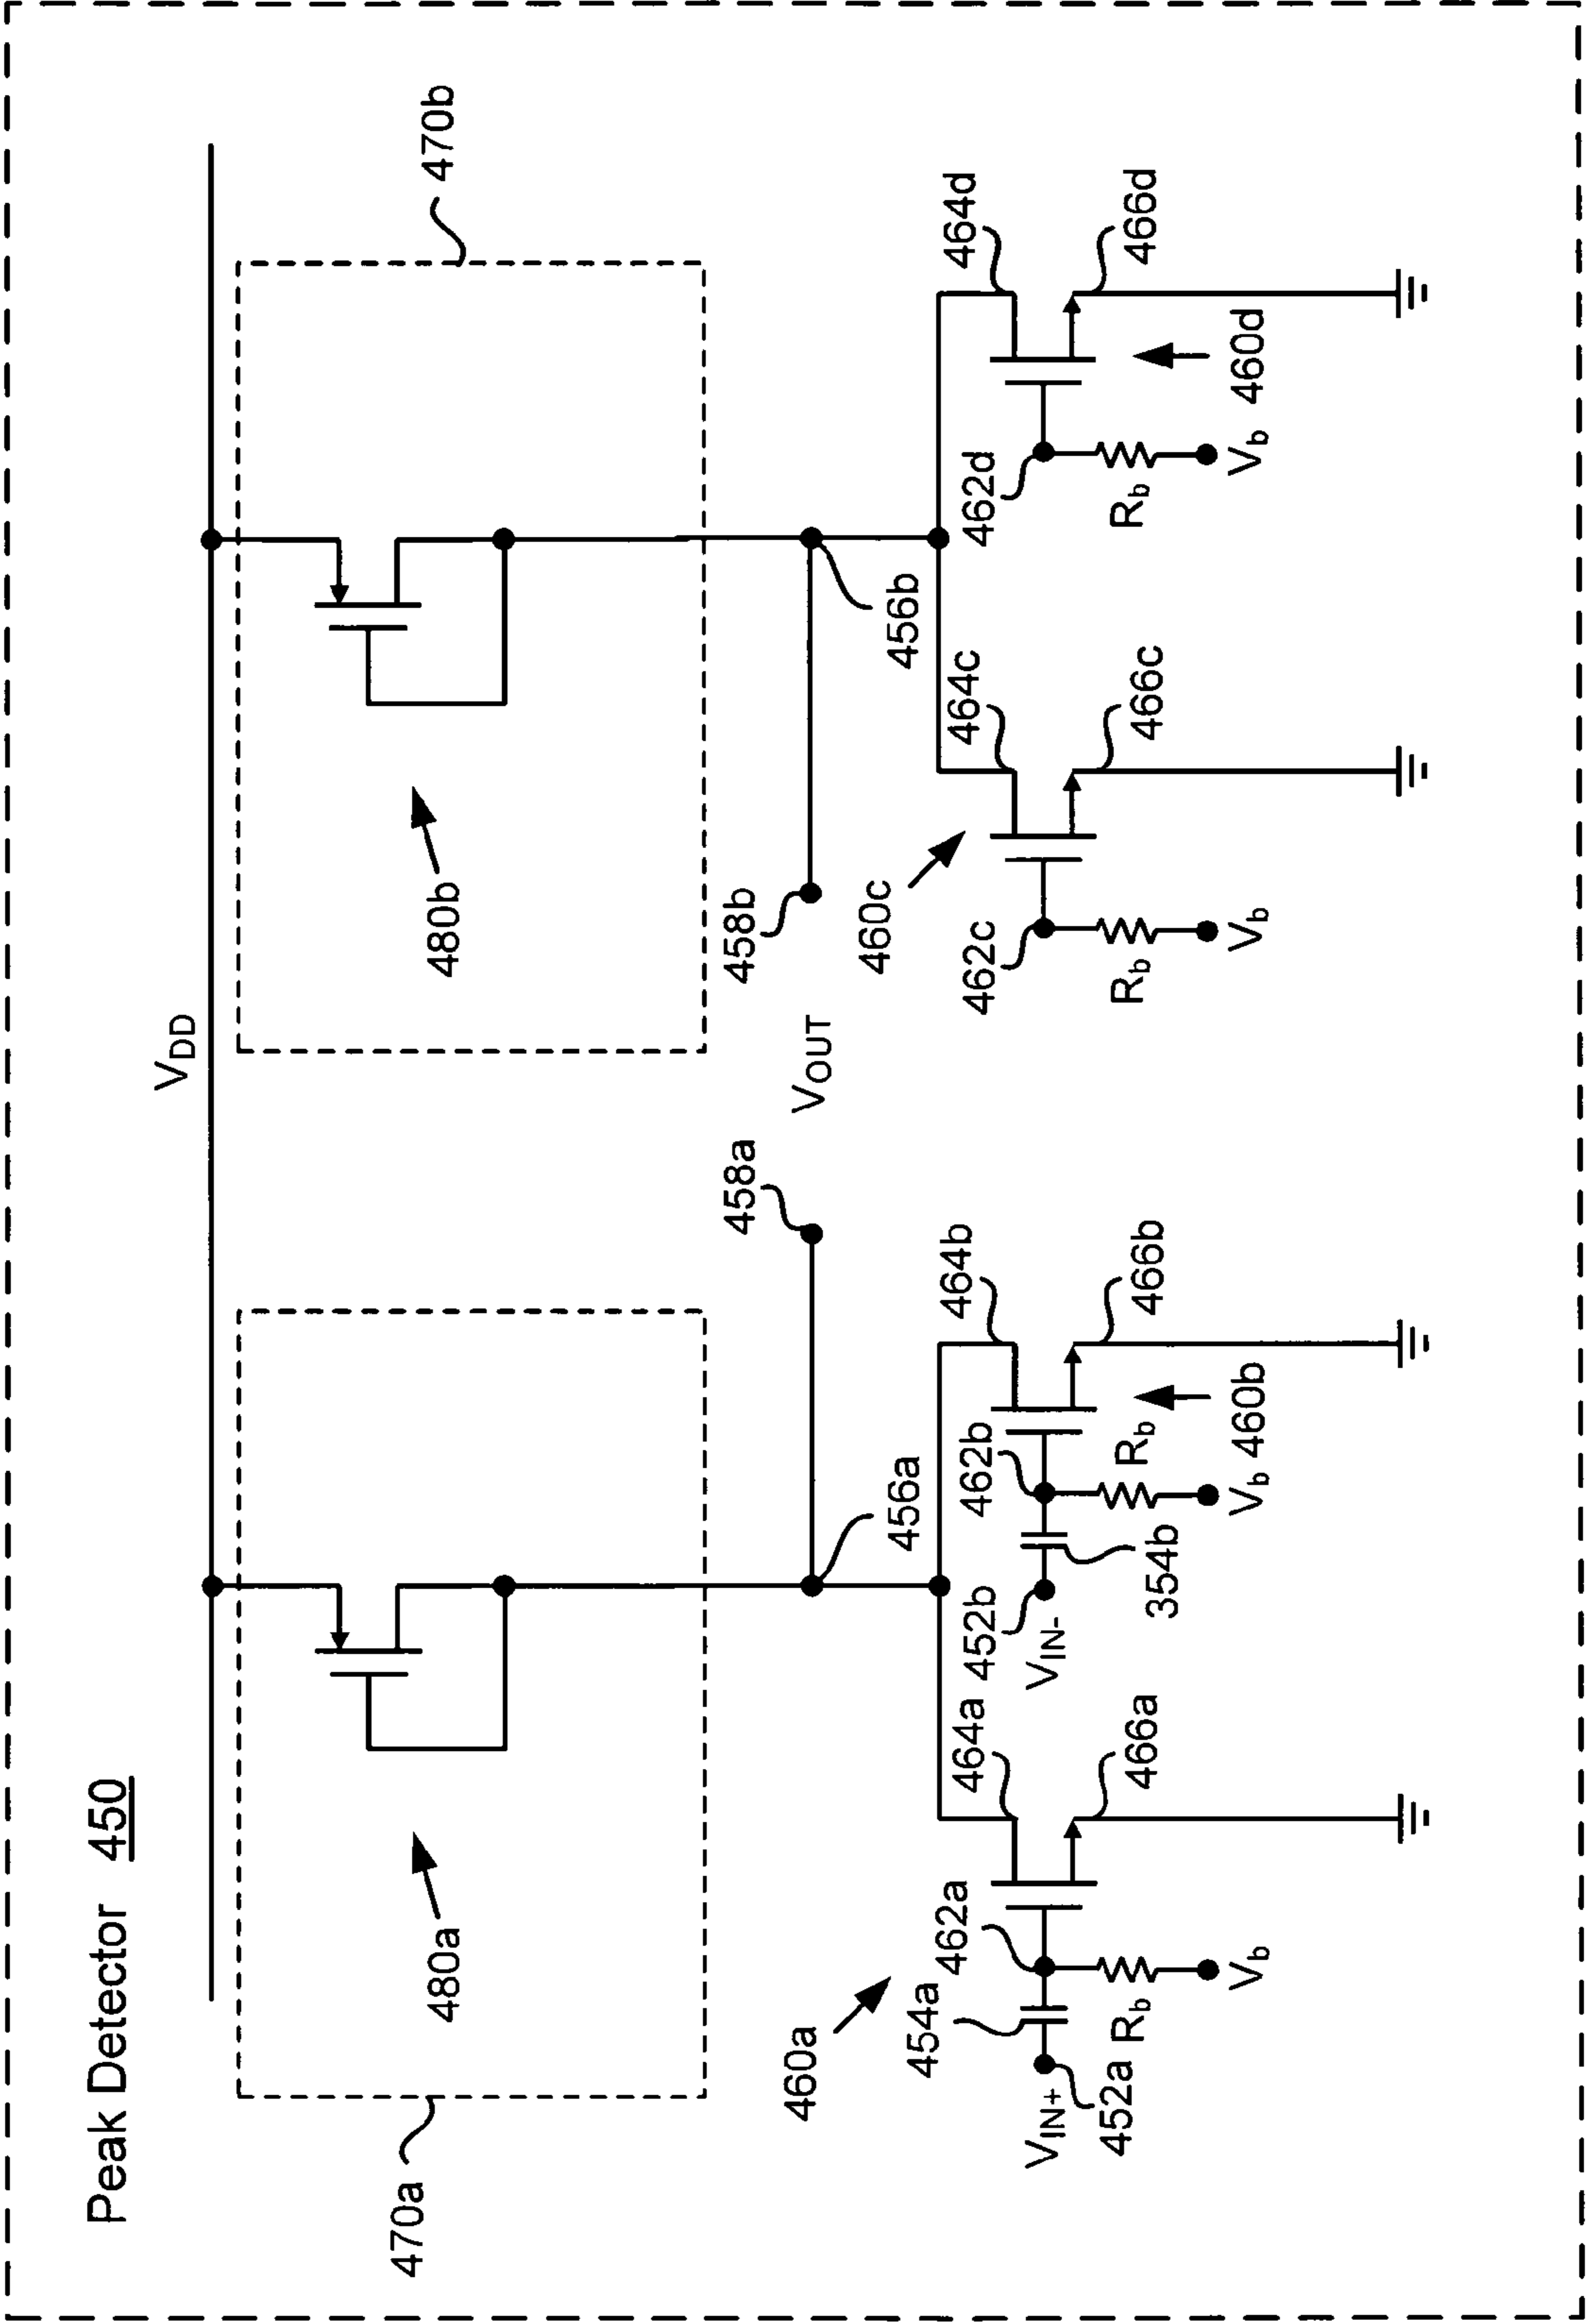 Peak Detector 450
VDD
470a
480a
480b
470b
458a
VOUT
458b
460a
456a
460c
456b
454a
462a
464a
452b
462b
464b
462c
464c
462d
464d
VIN+
VIN-
452a
Rb
466a
354b
Rb
466b
Rb
466c
Rb
466d
Vb
Vb
460b
Vb
Vb
460d